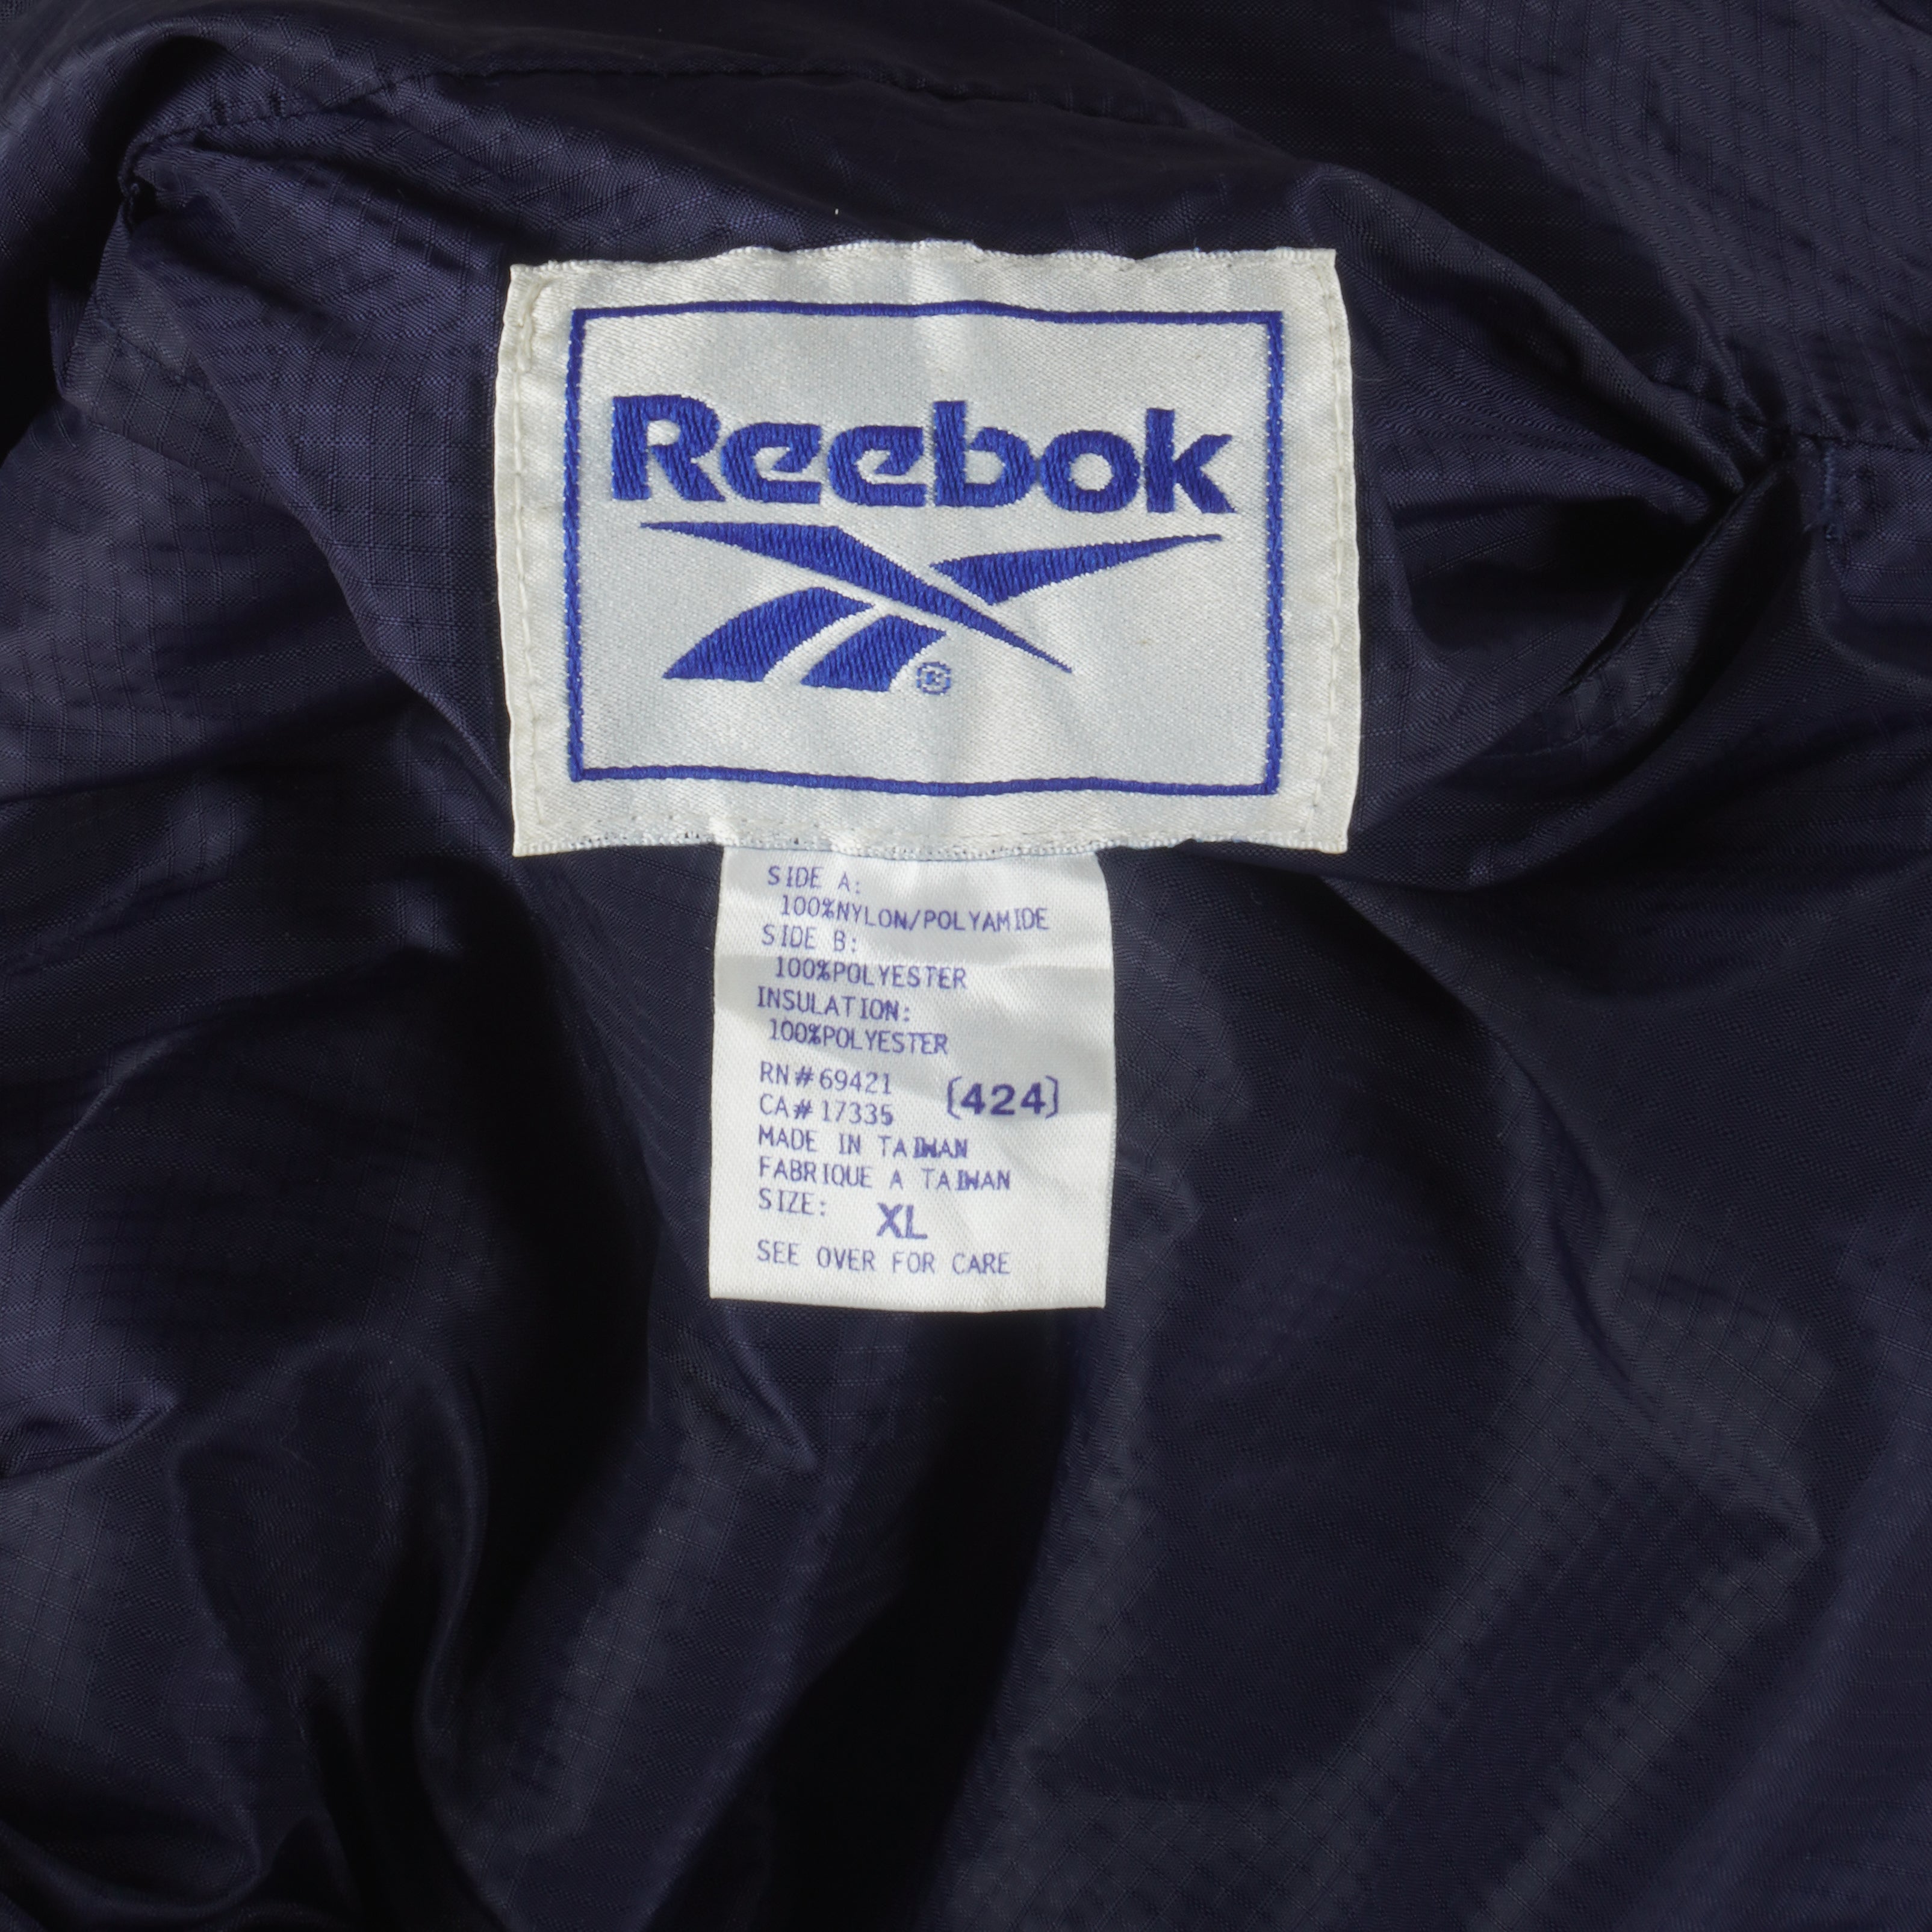 Reebok
®
SIDE A:
100%NYLON/POLYAMIDE
SIDE B:
100%POLYESTER
INSULATION:
100%POLYESTER
RN#69421
CA#17335 (424)
MADE IN TAIWAN
FABRIQUE A TAIWAN
SIZE: XL
SEE OVER FOR CARE